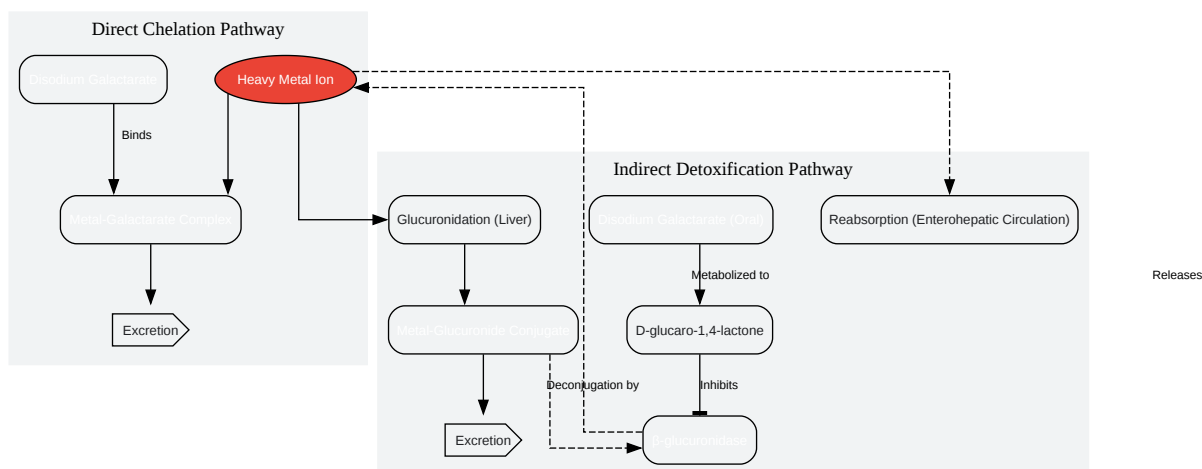 Direct Chelation Pathway
Disodium Galactarate
Heavy Metal Ion
Binds
Indirect Detoxification Pathway
Metal-Galactarate Complex
Glucuronidation (Liver)
Disodium Galactarate (Oral)
Reabsorption (Enterohepatic Circulation)
Metabolized to
Releases
Excretion
Metal-Glucuronide Conjugate
D-glucaro-1,4-lactone
Deconjugation by
Inhibits
Excretion
β-glucuronidase